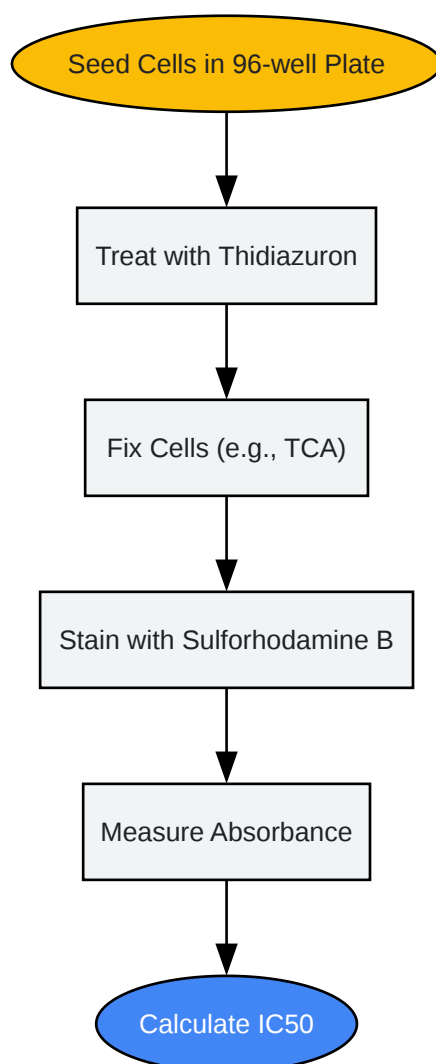 Seed Cells in 96-well Plate
Treat with Thidiazuron
Fix Cells (e.g., TCA)
Stain with Sulforhodamine B
Measure Absorbance
Calculate IC50